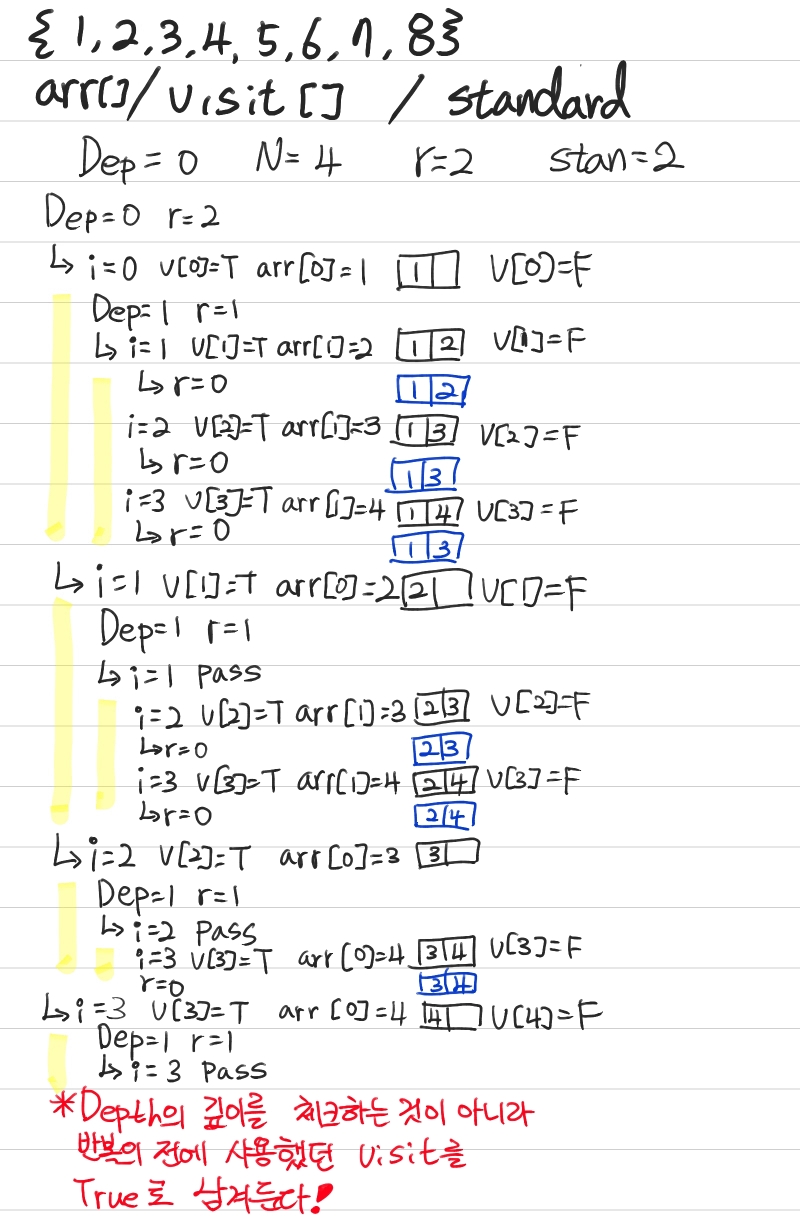 {1,2,3,4,5,6,7,8}
arr[]/visit[] / standard
Dep=0 N=4 r=2 stan=2
Dep=0 r=2
↳ i=0 V[0]=T arr[0]=1 1 V[0]=F
Dep=1 r=1
↳ i=1 V[1]=T arr[1]=2 1 2 V[1]=F
↳ r=0 1 2
i=2 V[2]=T arr[1]=3 1 3 V[2]=F
↳ r=0 1 3
i=3 V[3]=T arr[1]=4 1 4 V[3]=F
↳ r=0 1 3
↳ i=1 V[1]=T arr[0]=2 2 V[1]=F
Dep=1 r=1
↳ i=1 pass
i=2 V[2]=T arr[1]=3 2 3 V[2]=F
↳ r=0 2 3
i=3 V[3]=T arr[1]=4 2 4 V[3]=F
↳ r=0 2 4
↳ i=2 V[2]=T arr[0]=3 3
Dep=1 r=1
↳ i=2 pass
i=3 V[3]=T arr[0]=4 3 4 V[3]=F
r=0 3 4
↳ i=3 V[3]=T arr[0]=4 4 V[4]=F
Dep=1 r=1
↳ i=3 pass
*Depth의 깊이를 체크하는 것이 아니라
반복의 전에 사용했던 visit를
True로 남겨둔다!